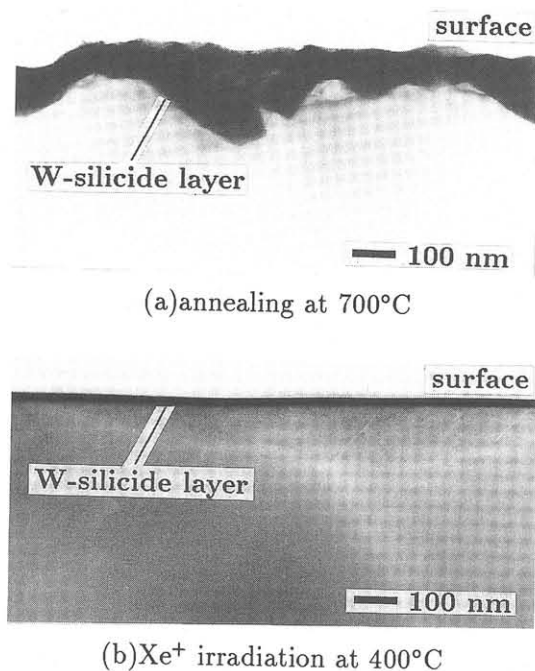 surface
W-silicide layer
100 nm
(a)annealing at 700°C
surface
W-silicide layer
100 nm
(b)Xe⁺ irradiation at 400°C